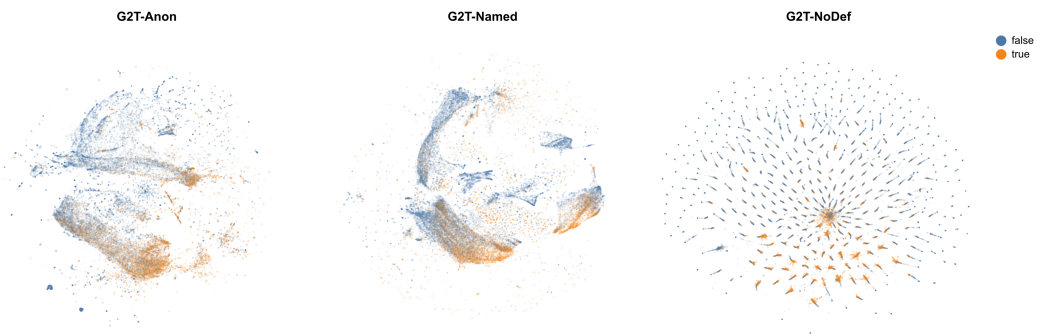 G2T-Anon
G2T-Named
G2T-NoDef
false
true